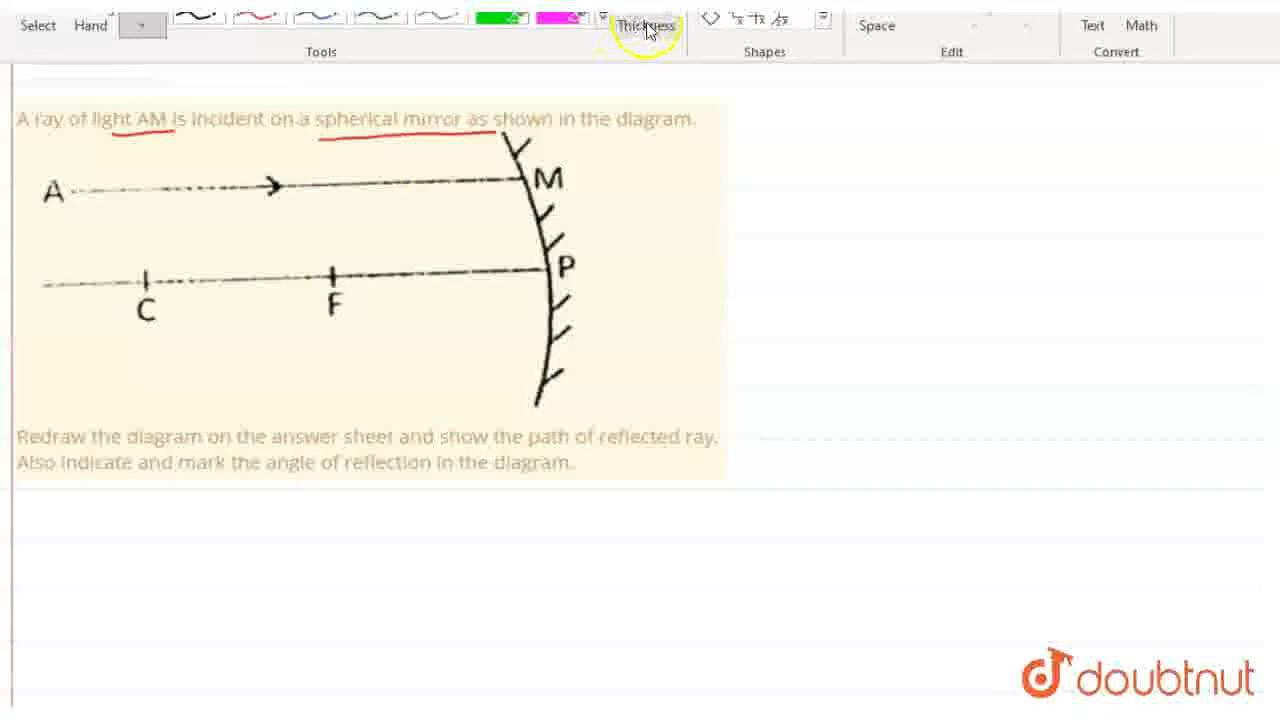 Select Hand Thickness Space Text Math
Tools Shapes Edit Convert
A ray of light AM is incident on a spherical mirror as shown in the diagram.
A M
P
C F
Redraw the diagram on the answer sheet and show the path of reflected ray.
Also indicate and mark the angle of reflection in the diagram.
doubtnut